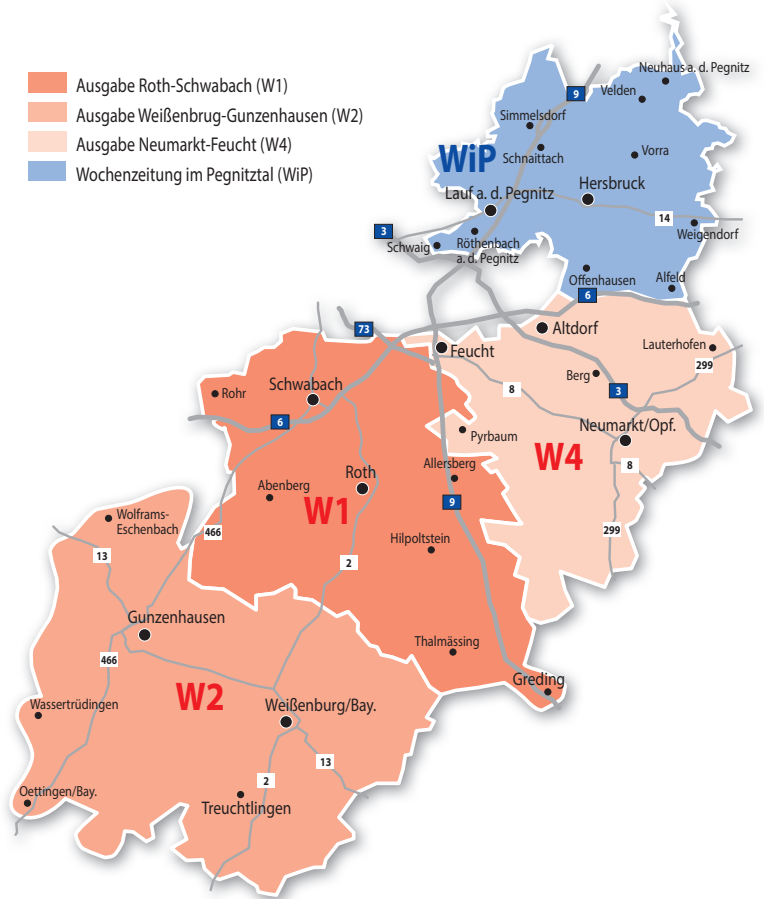 Ausgabe Roth-Schwabach (W1)
Ausgabe Weißenbrug-Gunzenhausen (W2)
Ausgabe Neumarkt-Feucht (W4)
Wochenzeitung im Pegnitztal (WiP)
Neuhaus a. d. Pegnitz
9
Velden
Simmelsdorf
WiP
Schnaittach
Vorra
Lauf a. d. Pegnitz
Hersbruck
14
3
Schwaig
Röthenbach
a. d. Pegnitz
Weigendorf
Offenhausen
Alfeld
6
73
Altdorf
Feucht
Lauterhofen
299
Rohr
Schwabach
8
Berg
3
6
Pyrbaum
Neumarkt/Opf.
W4
8
Allersberg
Roth
Abenberg
W1
9
Wolframs-
Eschenbach
466
299
13
Hilpoltstein
2
Gunzenhausen
Thalmässing
466
Greding
W2
Wassertrüdingen
Weißenburg/Bay.
13
2
Oettingen/Bay.
Treuchtlingen